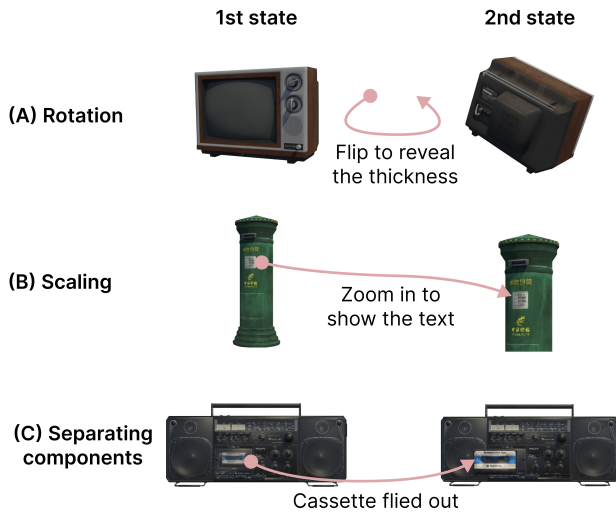 1st state
2nd state
(A) Rotation
Flip to reveal
the thickness
(B) Scaling
Zoom in to
show the text
(C) Separating
components
Cassette flied out